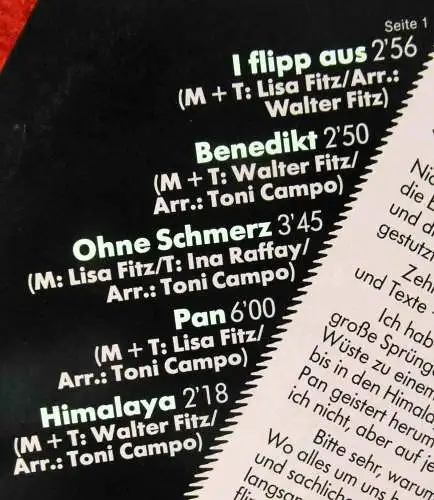 Seite 1
I flipp aus 2'56
(M + T: Lisa Fitz/Arr.:
Walter Fitz)
Benedikt 2'50
(M + T: Walter Fitz/
Arr.: Toni Campo)
Ohne Schmerz 3'45
(M: Lisa Fitz/T: Ina Raffay/
Arr.: Toni Campo)
Pan 6'00
(M + T: Lisa Fitz/
Arr.: Toni Campo)
Himalaya 2'18
(M + T: Walter Fitz/
Arr.: Toni Campo)
die
und d
gestutz
Zeh
und Texte
Ich hab
große Sprüng
Wüste zu einem
bis in den Himal
Pan geistert herum
ich nicht, aber auf je
Bitte sehr, warum
Wo alles um uns
und sachlich
langsam